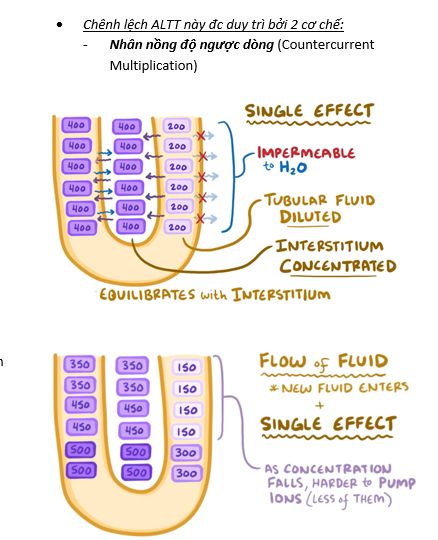 • Chênh lệch ALTT này đc duy trì bởi 2 cơ chế:
- Nhân nồng độ ngược dòng (Countercurrent
Multiplication)
SINGLE EFFECT
400 400 200
400 400 200
400 400 200
400 400 200
400 400 200
400 400 200
IMPERMEABLE
to H₂O
TUBULAR FLUID
DILUTED
INTERSTITIUM
CONCENTRATED
EQUILIBRATES with INTERSTITIUM
350 350 150
350 350 150
450 450 150
450 450 150
500 500 300
500 500 300
FLOW of FLUID
* NEW FLUID ENTERS
+
SINGLE EFFECT
AS CONCENTRATION
FALLS, HARDER to PUMP
IONS (LESS of THEM)